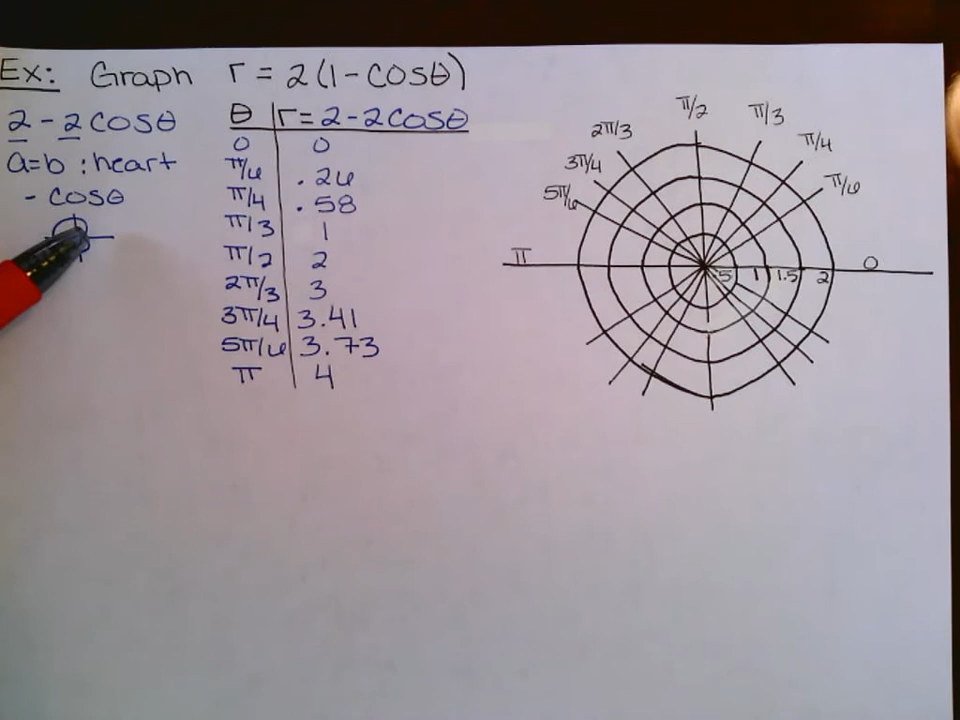 Ex: Graph r = 2(1 - cosθ)
2 - 2cosθ
a=b : heart
- cosθ
θ r = 2 - 2cosθ
0 0
π/6 .26
π/4 .58
π/3 1
π/2 2
2π/3 3
3π/4 3.41
5π/6 3.73
π 4
π/2
π/3
2π/3
π/4
3π/4
π/6
5π/6
π
0
.5 1 1.5 2